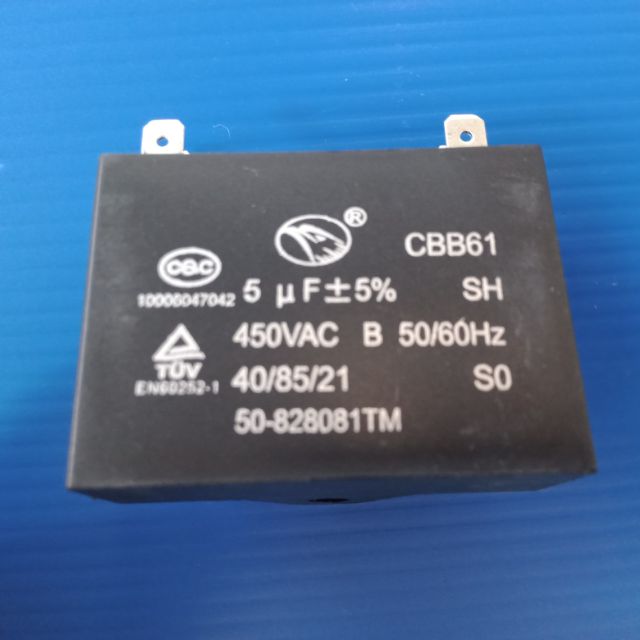 ®
CBB61
CQC
10006047042
5 μF±5%
SH
450VAC B 50/60Hz
TÜV
EN60252-1
40/85/21
S0
50-828081TM